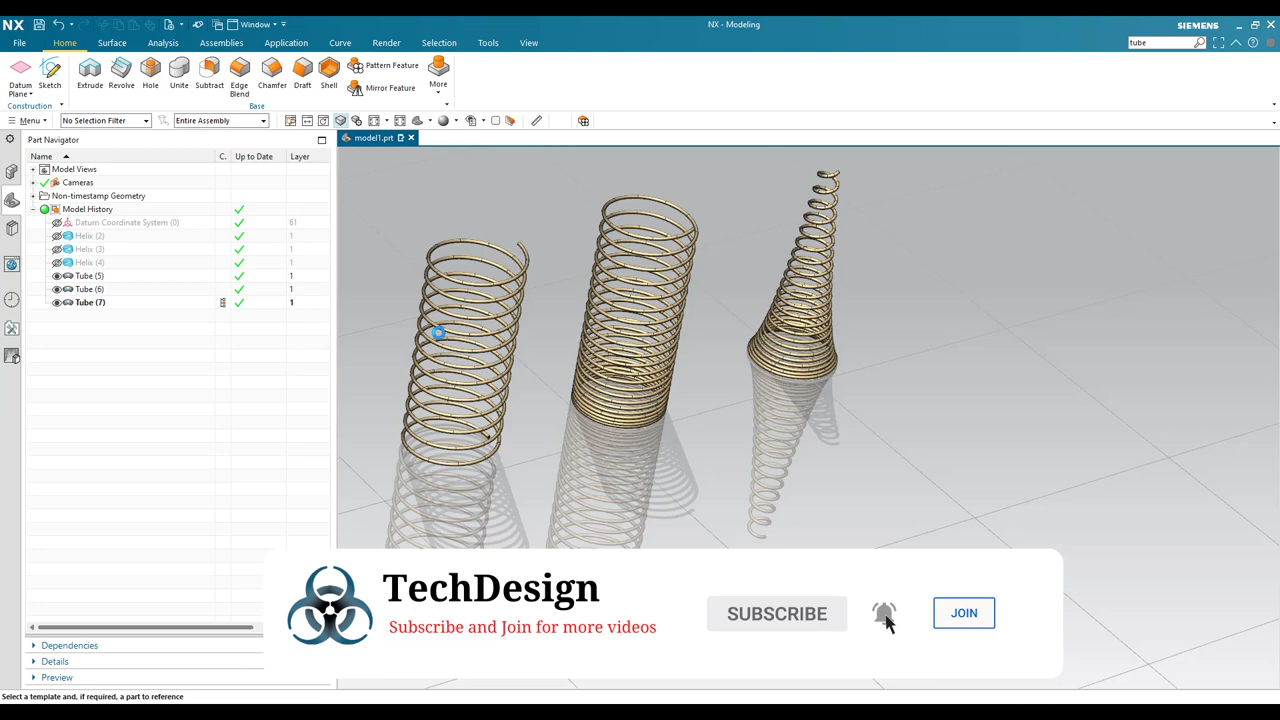 NX
Window
NX - Modeling
SIEMENS
File
Home
Surface
Analysis
Assemblies
Application
Curve
Render
Selection
Tools
View
tube
Datum
Plane
Sketch
Extrude
Revolve
Hole
Unite
Subtract
Edge
Blend
Chamfer
Draft
Shell
Pattern Feature
Mirror Feature
More
Construction
Base
Menu
No Selection Filter
Entire Assembly
Part Navigator
model1.prt
Name
C.
Up to Date
Layer
Model Views
Cameras
Non-timestamp Geometry
Model History
Datum Coordinate System (0) 61
Helix (2) 1
Helix (3) 1
Helix (4) 1
Tube (5) 1
Tube (6) 1
Tube (7) 1
TechDesign
Subscribe and Join for more videos
SUBSCRIBE
JOIN
Dependencies
Details
Preview
Select a template and, if required, a part to reference